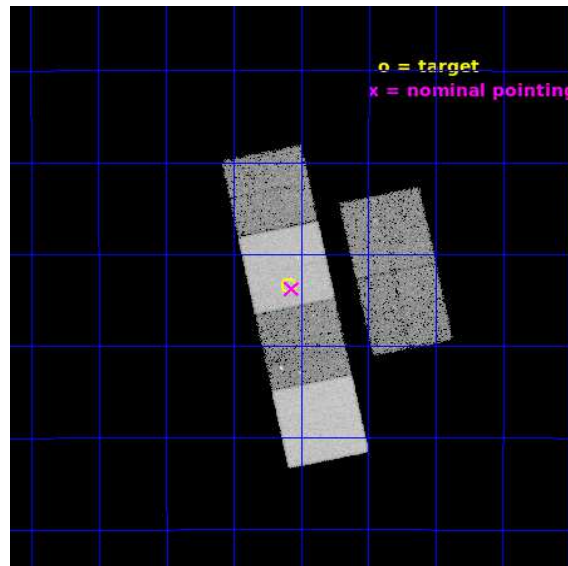 o = target
x = nominal pointing